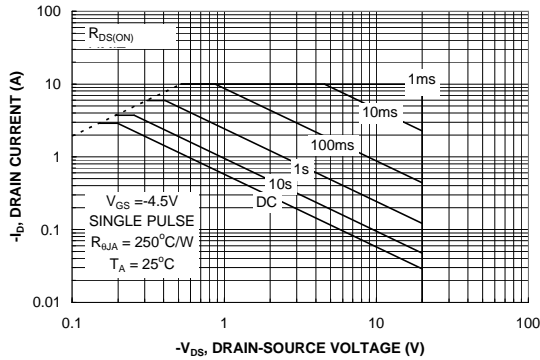 100
10
1
0.1
0.01
-I_D, DRAIN CURRENT (A)
R_DS(ON)
1ms
10ms
100ms
1s
10s
DC
V_GS =-4.5V
SINGLE PULSE
R_θJA = 250°C/W
T_A = 25°C
0.1 1 10 100
-V_DS, DRAIN-SOURCE VOLTAGE (V)